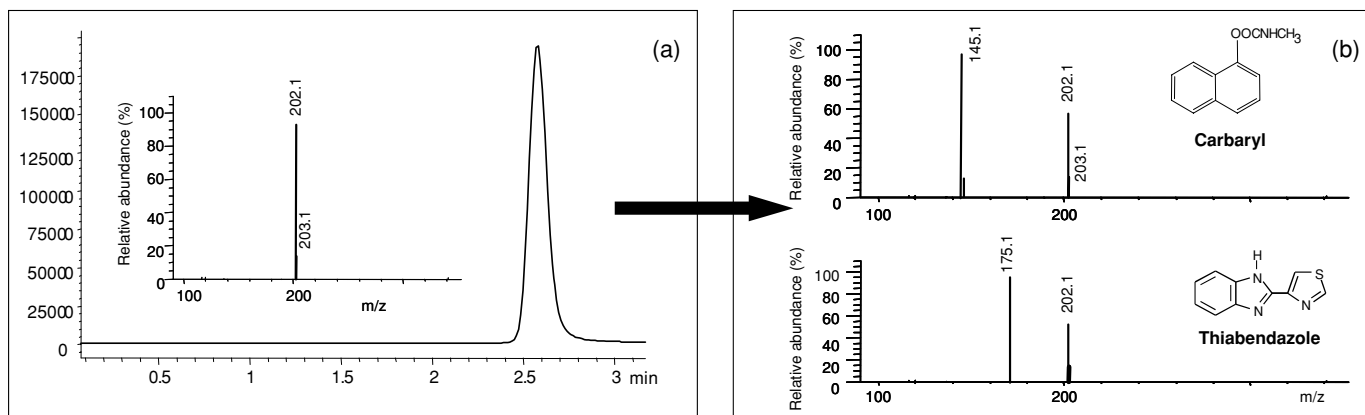 (a)
175000
150000
125000
100000
75000
50000
25000
0
0.5
1
1.5
2
2.5
3 min
Relative abundance (%)
100
80
60
40
20
0
202.1
203.1
100
200
m/z
(b)
Relative abundance (%)
100
80
60
40
20
0
145.1
202.1
203.1
100
200
OOCNHCH3
Carbaryl
Relative abundance (%)
100
80
60
40
20
0
175.1
202.1
100
200
m/z
H
N
N
S
N
Thiabendazole